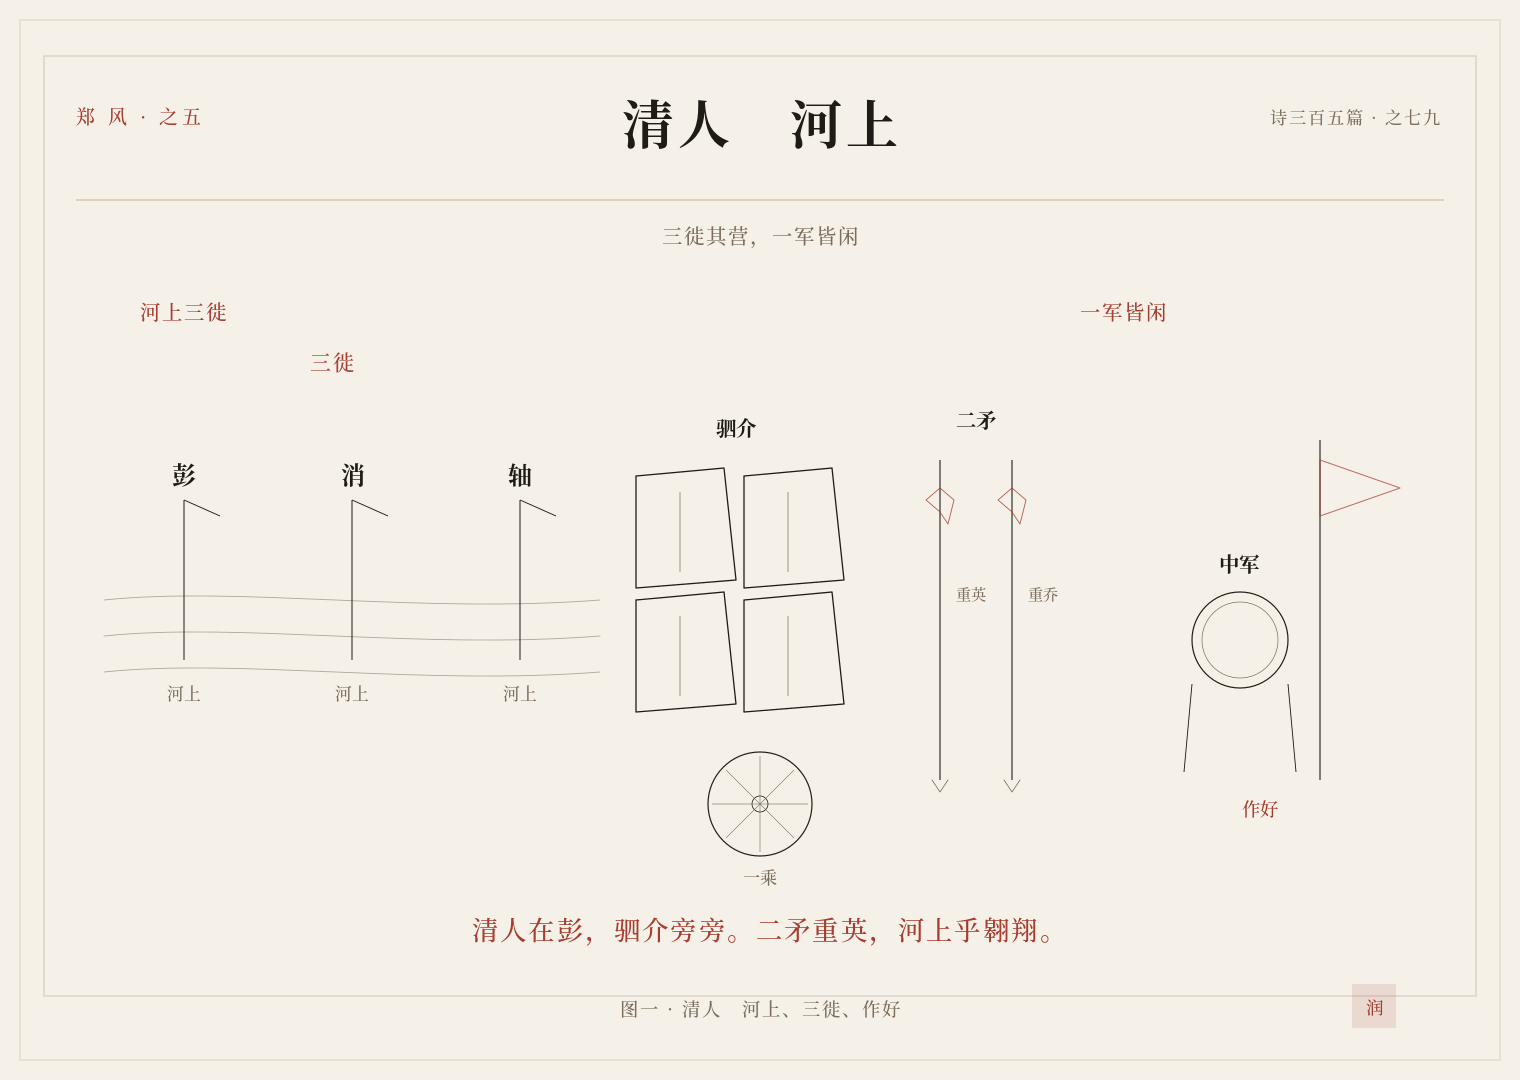 郑 风 · 之五
清人　河上
诗三百五篇 · 之七九
三徙其营，一军皆闲
河上三徙
一军皆闲
三徙
驷介
二矛
彭
消
轴
中军
重英
重乔
河上
河上
河上
作好
一乘
清人在彭，驷介旁旁。二矛重英，河上乎翱翔。
图一 · 清人　河上、三徙、作好
润